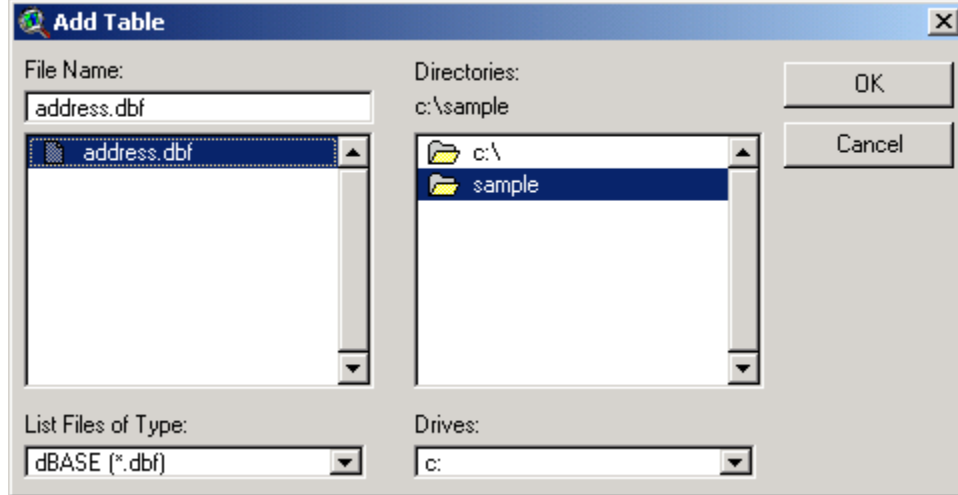 Add Table
File Name:
address.dbf
address.dbf
Directories:
c:\sample
c:\
sample
OK
Cancel
List Files of Type:
dBASE (*.dbf)
Drives:
c: